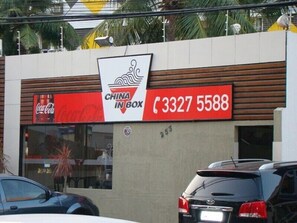 Coca-Cola
CHINA
IN BOX
3327 5588